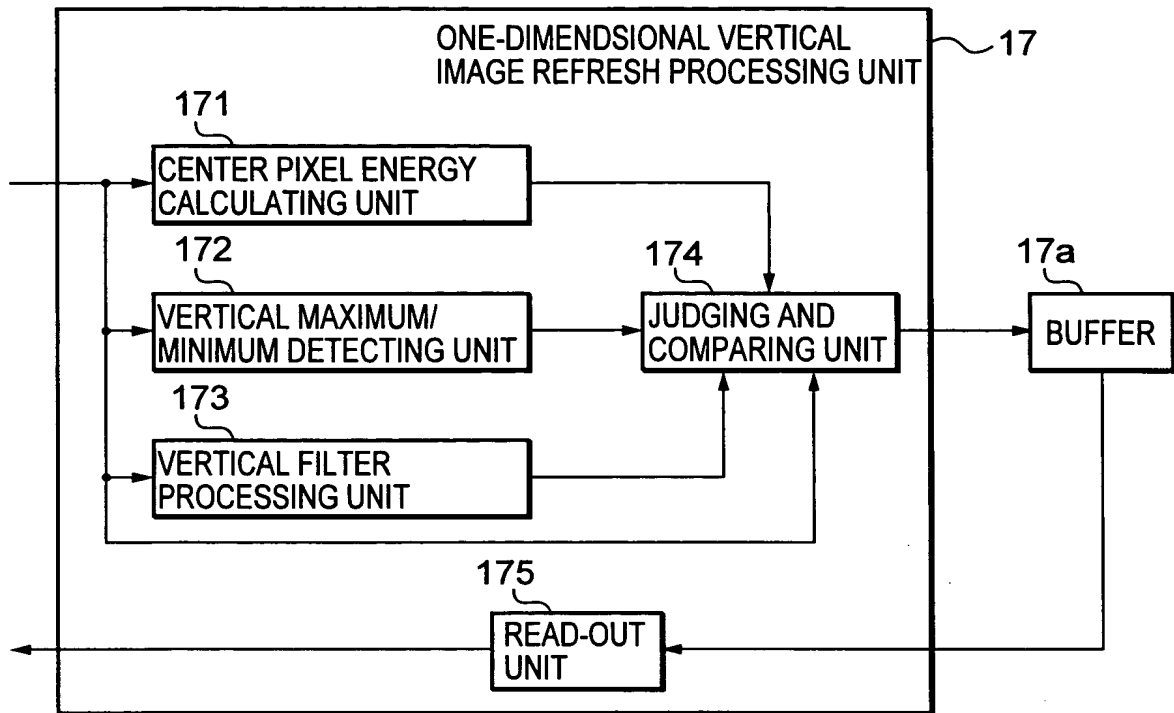 ONE-DIMENDSIONAL VERTICAL
IMAGE REFRESH PROCESSING UNIT
17
171
CENTER PIXEL ENERGY
CALCULATING UNIT
172
VERTICAL MAXIMUM/
MINIMUM DETECTING UNIT
174
JUDGING AND
COMPARING UNIT
17a
BUFFER
173
VERTICAL FILTER
PROCESSING UNIT
175
READ-OUT
UNIT